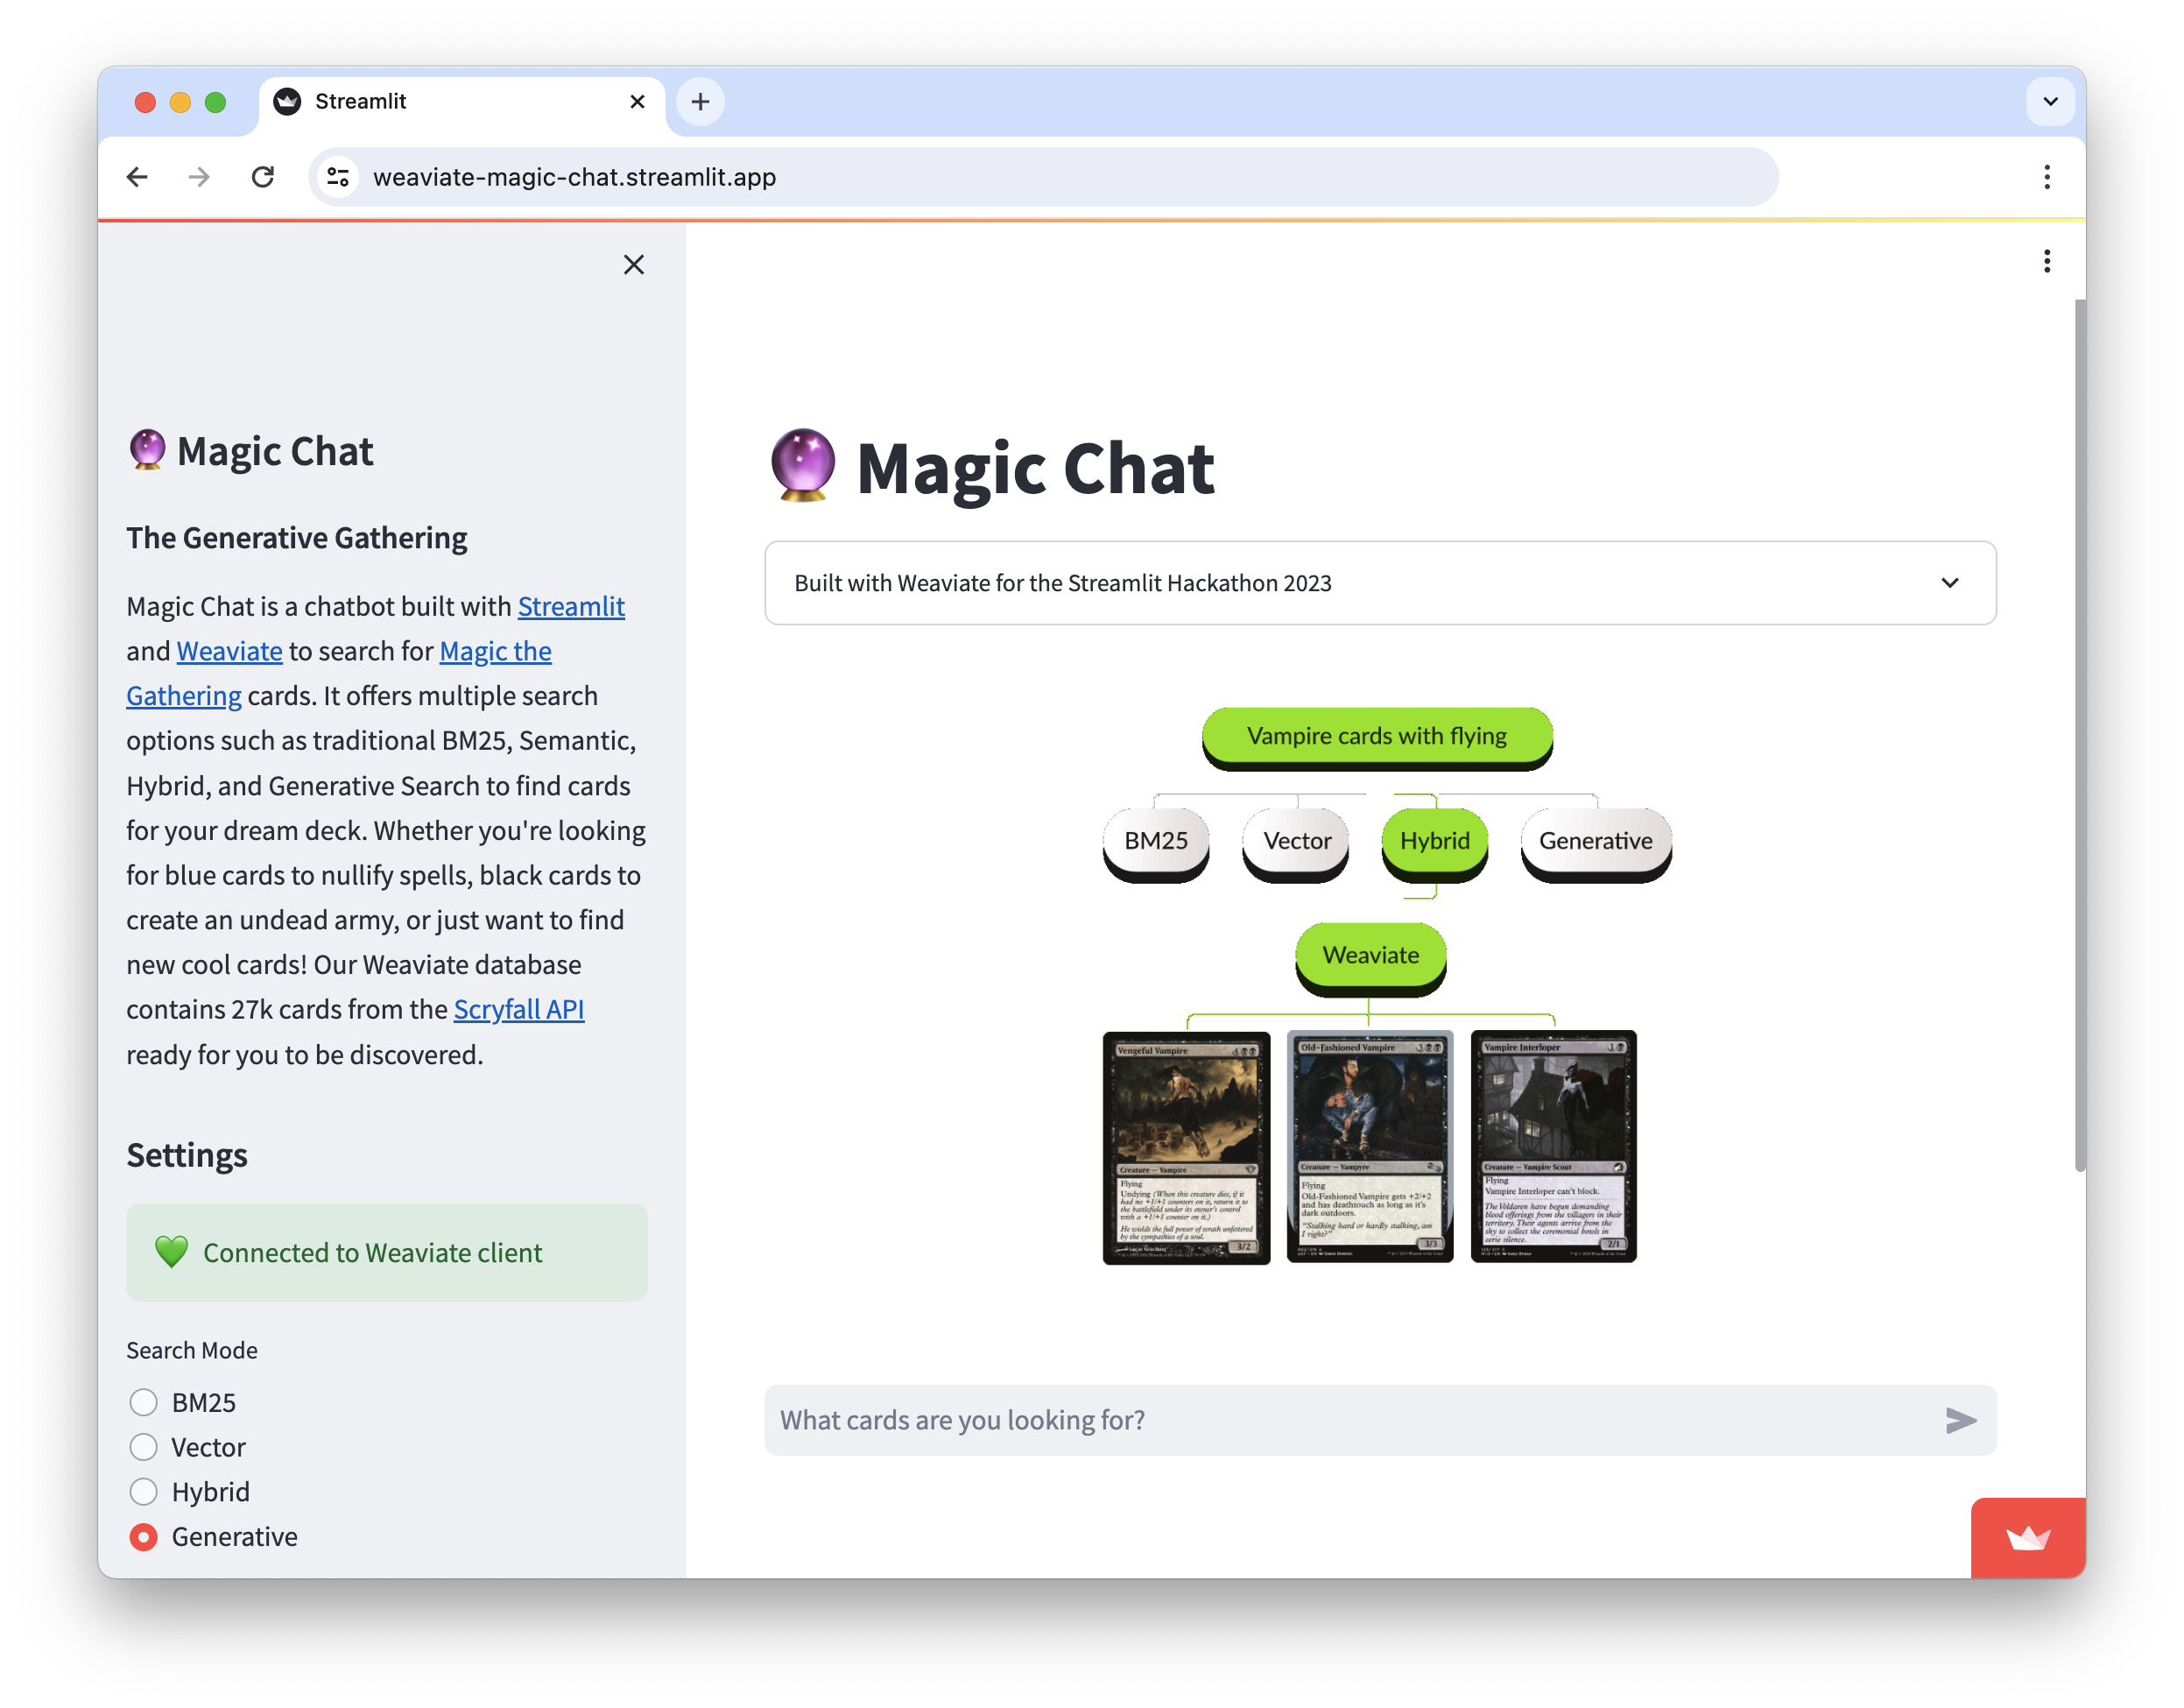 Streamlit
weaviate-magic-chat.streamlit.app
Magic Chat
The Generative Gathering
Magic Chat is a chatbot built with Streamlit
and Weaviate to search for Magic the
Gathering cards. It offers multiple search
options such as traditional BM25, Semantic,
Hybrid, and Generative Search to find cards
for your dream deck. Whether you're looking
for blue cards to nullify spells, black cards to
create an undead army, or just want to find
new cool cards! Our Weaviate database
contains 27k cards from the Scryfall API
ready for you to be discovered.
Settings
Connected to Weaviate client
Search Mode
BM25
Vector
Hybrid
Generative
Magic Chat
Built with Weaviate for the Streamlit Hackathon 2023
Vampire cards with flying
BM25 Vector Hybrid Generative
Weaviate
Vengeful Vampire
Creature — Vampire
Flying
Undying (When this creature dies, if it
had no +1/+1 counters on it, return it to
the battlefield under its owner's control
with a +1/+1 counter on it.)
He wields the full power of wrath unfettered
by the sympathies of a soul.
3/2
Old-Fashioned Vampire
Creature — Vampyre
Flying
Old-Fashioned Vampire gets +2/+2
and has deathtouch as long as it's
dark outdoors.
"Stalking hard or hardly stalking, am
I right?"
3/3
Vampire Interloper
Creature — Vampire Scout
Flying
Vampire Interloper can't block.
The Voldaren have begun demanding
blood offerings from the villagers in their
territory. Their agents arrive from the
sky to collect the ceremonial bowls in
eerie silence.
2/1
What cards are you looking for?